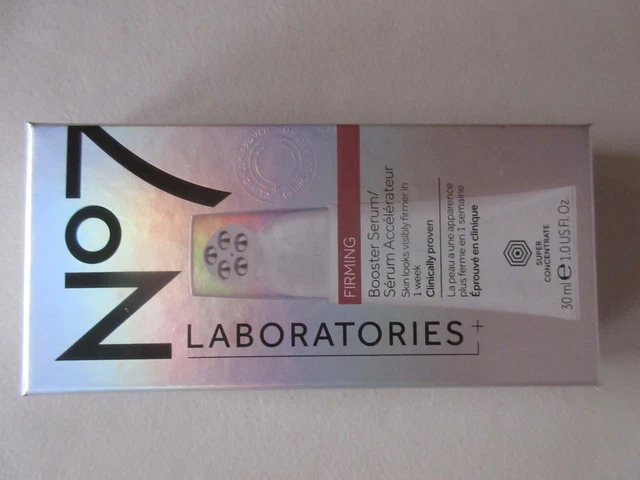 No7
LABORATORIES+
FIRMING
Booster Serum/
Sérum Accélérateur
Skin looks visibly firmer in
1 week
Clinically proven
La peau a une apparence
plus ferme en 1 semaine
Éprouvé en clinique
SUPER
CONCENTRATE
30 ml e 1.0 US Fl.Oz.